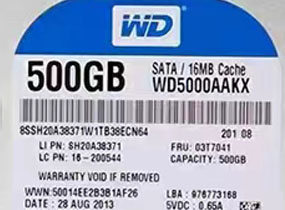 WD
500GB
SATA / 16MB Cache
WD5000AAKX
8SSH20A38371W1TB38ECN64
201 08
LI PN: SH20A38371
FRU: 03T7041
LC PN: 16-200544
CAPACITY: 500GB
WARRANTY VOID IF REMOVED
WWN: 50014EE2B3B1AF26
LBA : 976773168
DATE : 28 AUG 2013
5VDC : 0.65A